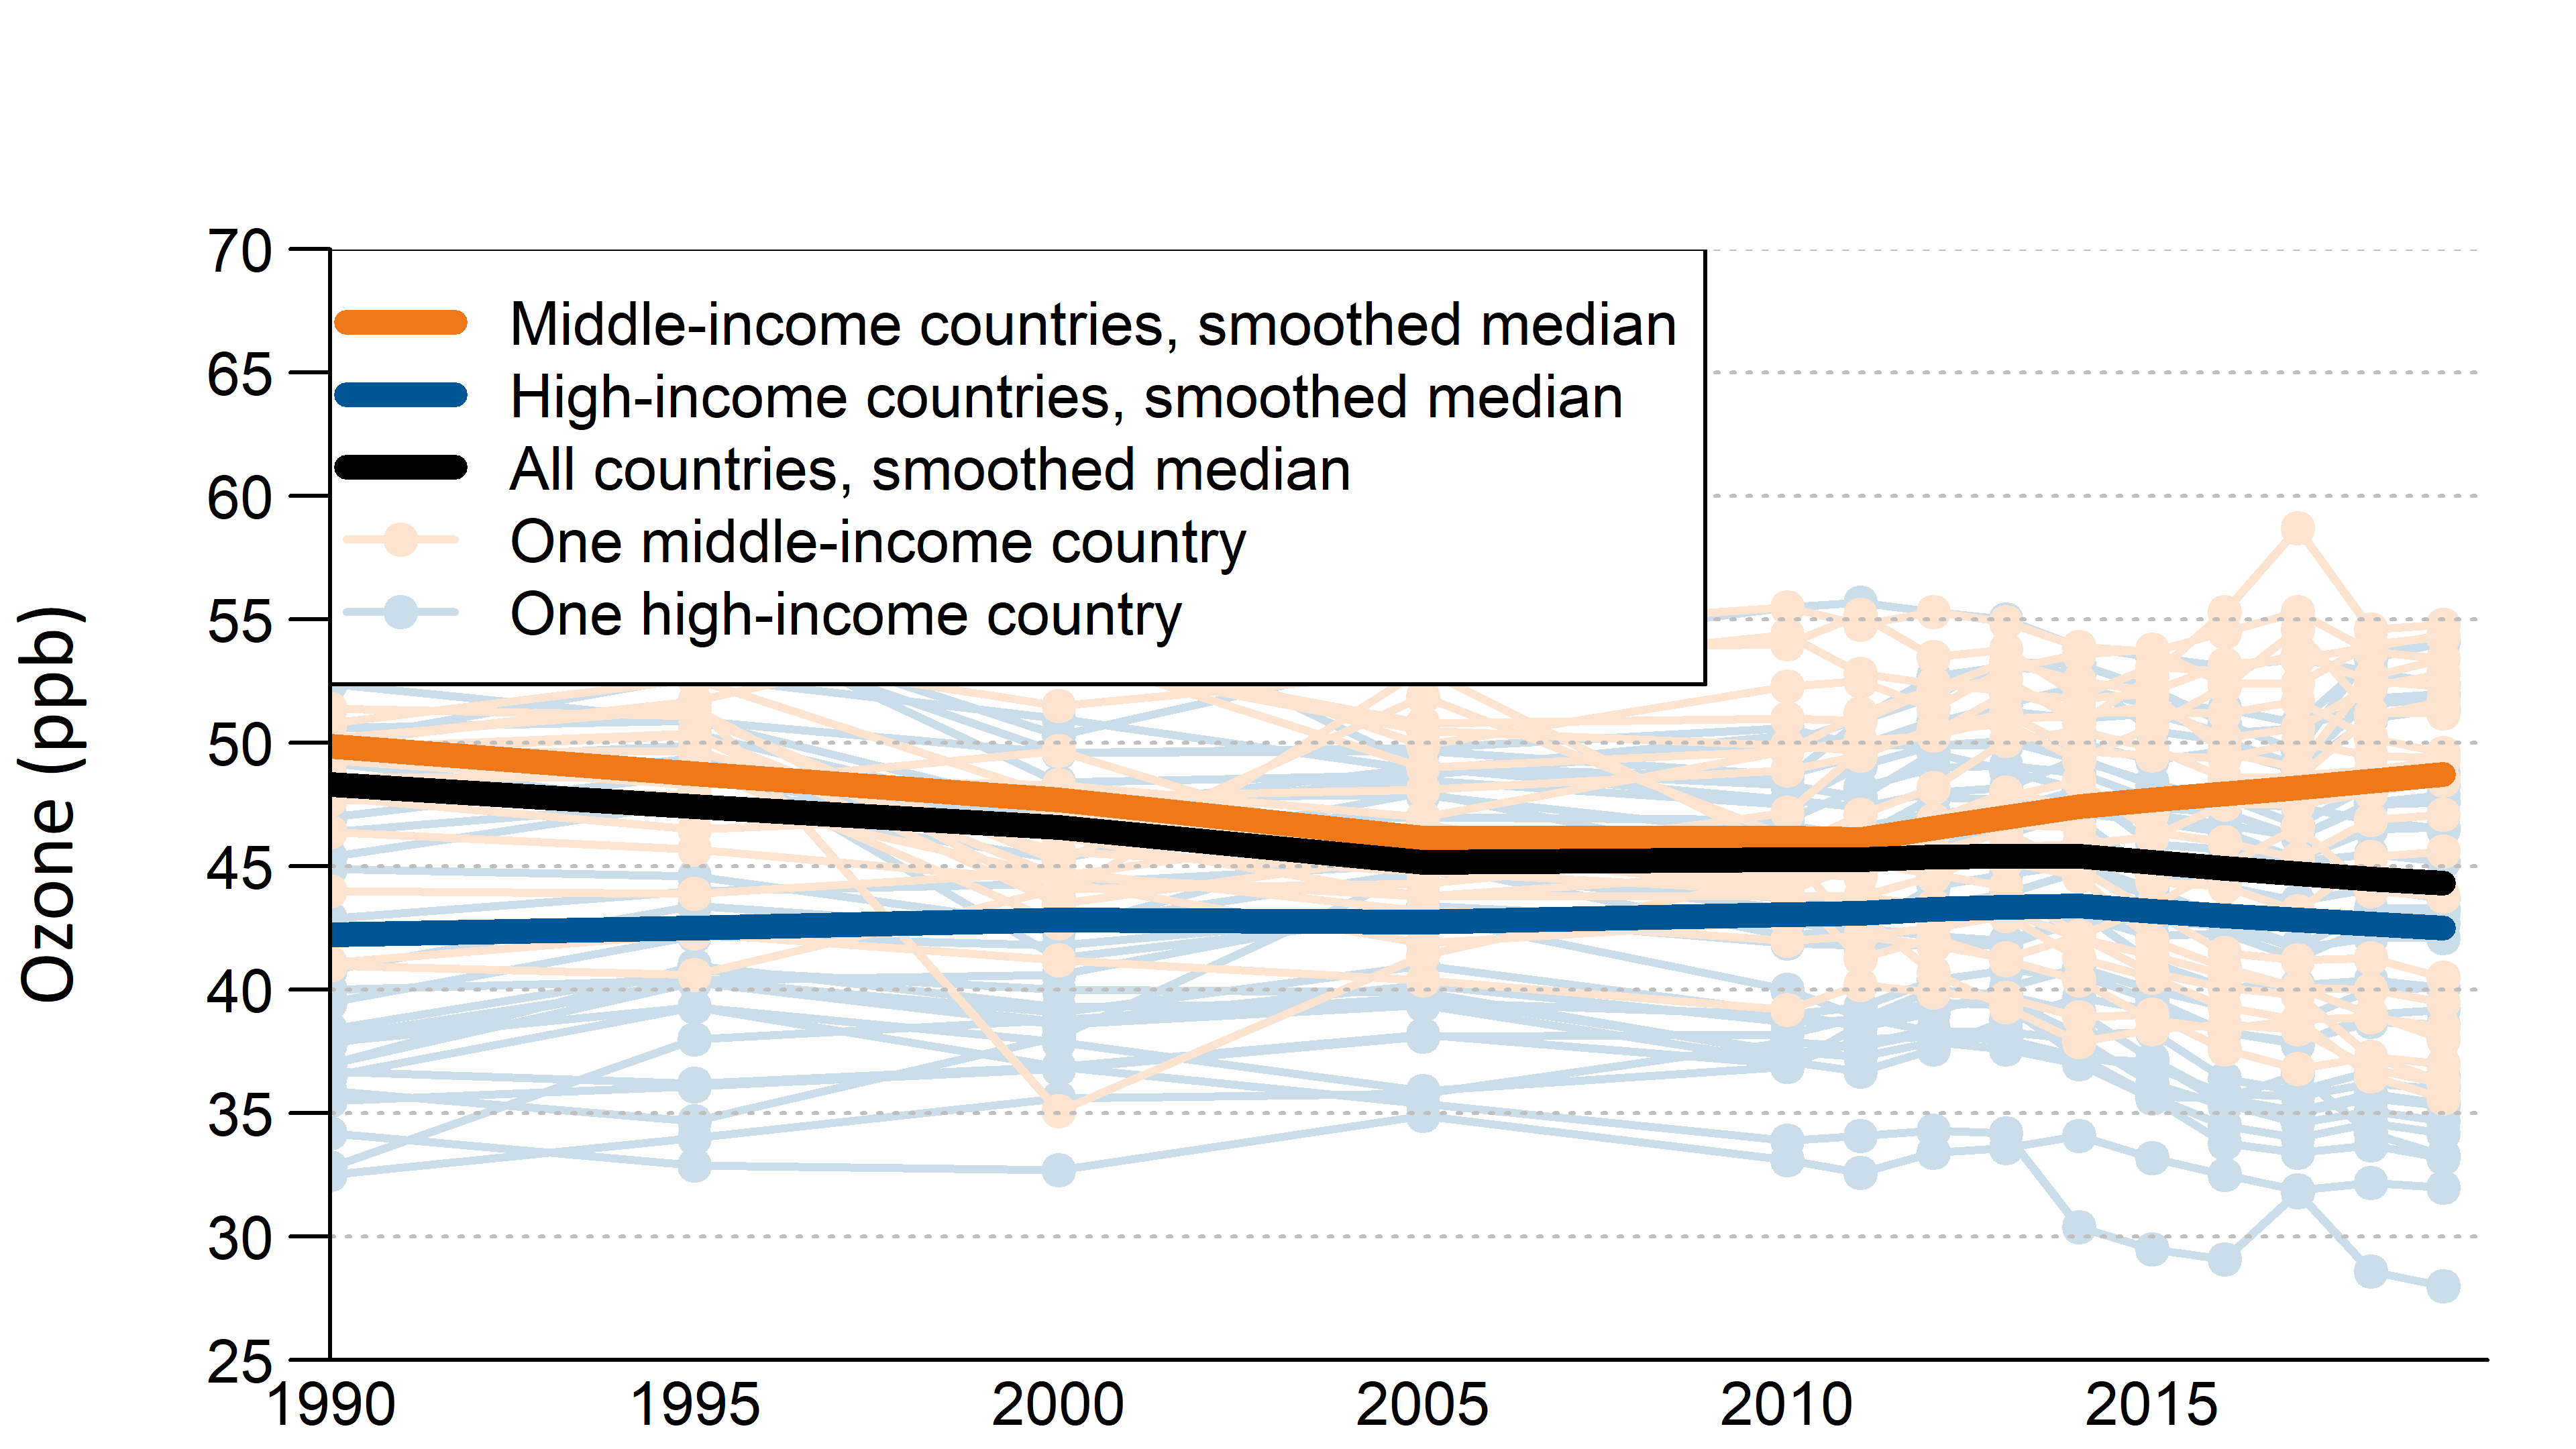 Ozone (ppb)
70
65
60
55
50
45
40
35
30
25
Middle-income countries, smoothed median
High-income countries, smoothed median
All countries, smoothed median
One middle-income country
One high-income country
1990 1995 2000 2005 2010 2015